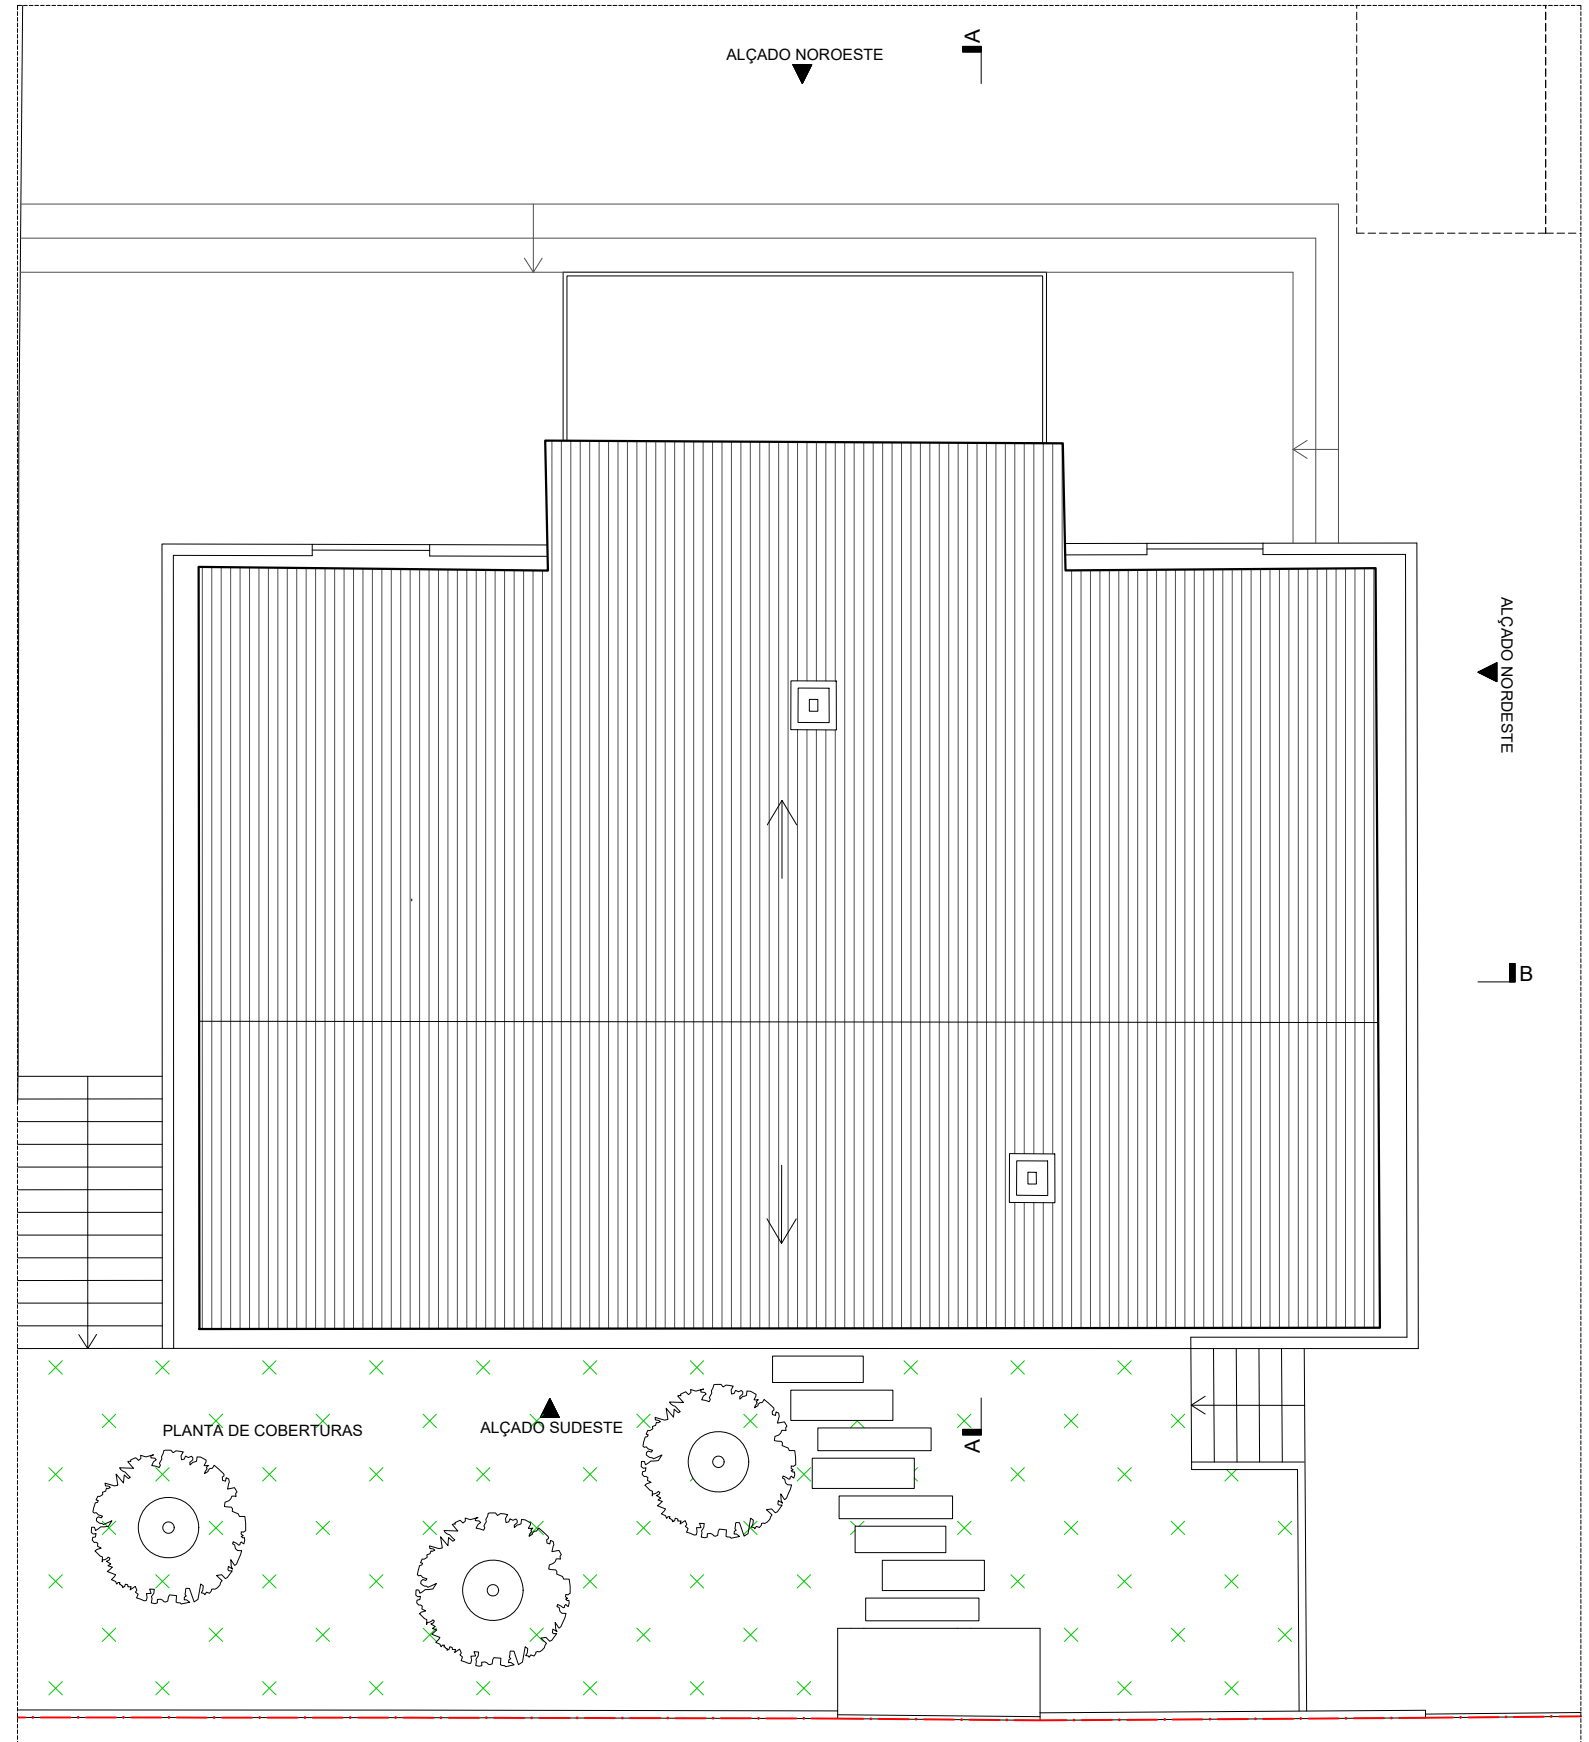 ALÇADO NOROESTE
A
ALÇADO NORDESTE
B
PLANTA DE COBERTURAS
ALÇADO SUDESTE
A